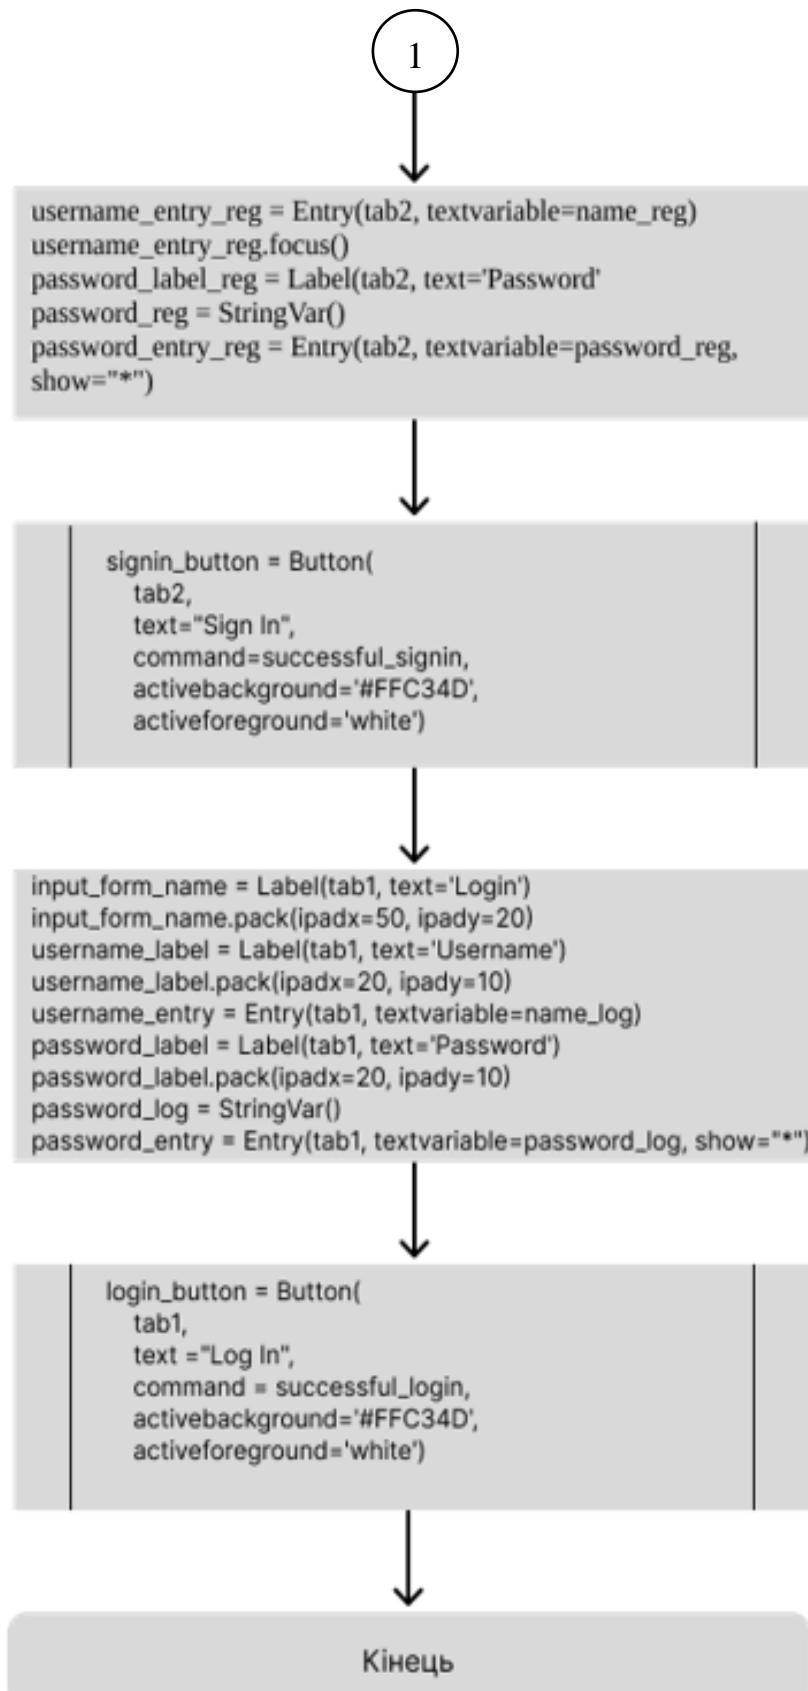 1
username_entry_reg = Entry(tab2, textvariable=name_reg)
username_entry_reg.focus()
password_label_reg = Label(tab2, text='Password'
password_reg = StringVar()
password_entry_reg = Entry(tab2, textvariable=password_reg,
show="*")
signin_button = Button(
tab2,
text="Sign In",
command=successful_signin,
activebackground='#FFC34D',
activeforeground='white')
input_form_name = Label(tab1, text='Login')
input_form_name.pack(ipadx=50, ipady=20)
username_label = Label(tab1, text='Username')
username_label.pack(ipadx=20, ipady=10)
username_entry = Entry(tab1, textvariable=name_log)
password_label = Label(tab1, text='Password')
password_label.pack(ipadx=20, ipady=10)
password_log = StringVar()
password_entry = Entry(tab1, textvariable=password_log, show="*")
login_button = Button(
tab1,
text ="Log In",
command = successful_login,
activebackground='#FFC34D',
activeforeground='white')
Кінець